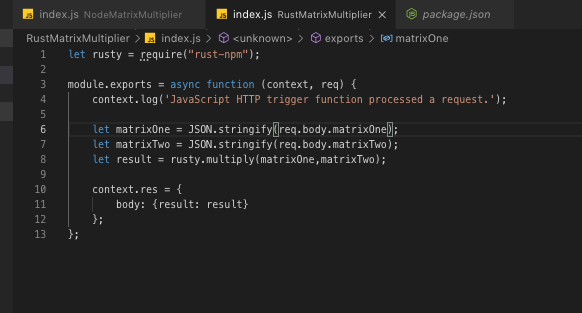 JS index.js NodeMatrixMultiplier JS index.js RustMatrixMultiplier × package.json
RustMatrixMultiplier > JS index.js > <unknown> > exports > matrixOne
1 let rusty = require("rust-npm");
2
3 module.exports = async function (context, req) {
4 context.log('JavaScript HTTP trigger function processed a request.');
5
6 let matrixOne = JSON.stringify(req.body.matrixOne);
7 let matrixTwo = JSON.stringify(req.body.matrixTwo);
8 let result = rusty.multiply(matrixOne,matrixTwo);
9
10 context.res = {
11 body: {result: result}
12 };
13 };